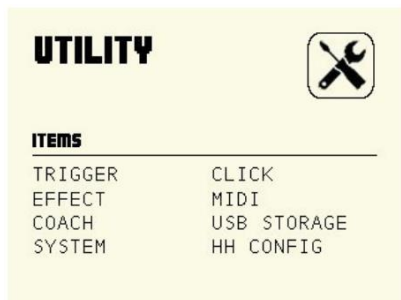 UTILITY
ITEMS
TRIGGER CLICK
EFFECT MIDI
COACH USB STORAGE
SYSTEM HH CONFIG